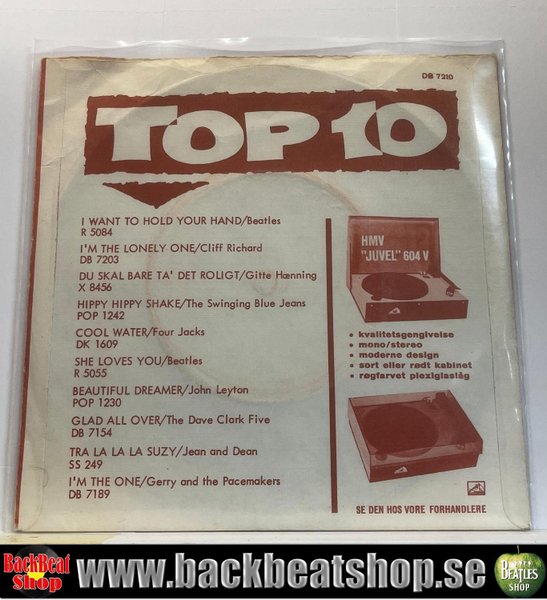 DB 7210
TOP 10
I WANT TO HOLD YOUR HAND/Beatles
R 5084
I'M THE LONELY ONE/Cliff Richard
DB 7203
DU SKAL BARE TA' DET ROLIGT/Gitte Hænning
X 8456
HIPPY HIPPY SHAKE/The Swinging Blue Jeans
POP 1242
COOL WATER/Four Jacks
DK 1609
SHE LOVES YOU/Beatles
R 5055
BEAUTIFUL DREAMER/John Leyton
POP 1230
GLAD ALL OVER/The Dave Clark Five
DB 7154
TRA LA LA LA SUZY/Jean and Dean
SS 249
I'M THE ONE/Gerry and the Pacemakers
DB 7189
HMV
"JUVEL" 604 V
• kvalitetsgengivelse
• mono/stereo
• moderne design
• sort eller rødt kabinet
• røgfarvet plexiglaslåg
SE DEN HOS VORE FORHANDLERE
BackBeat
Shop
www.backbeatshop.se
BEATLES
SHOP